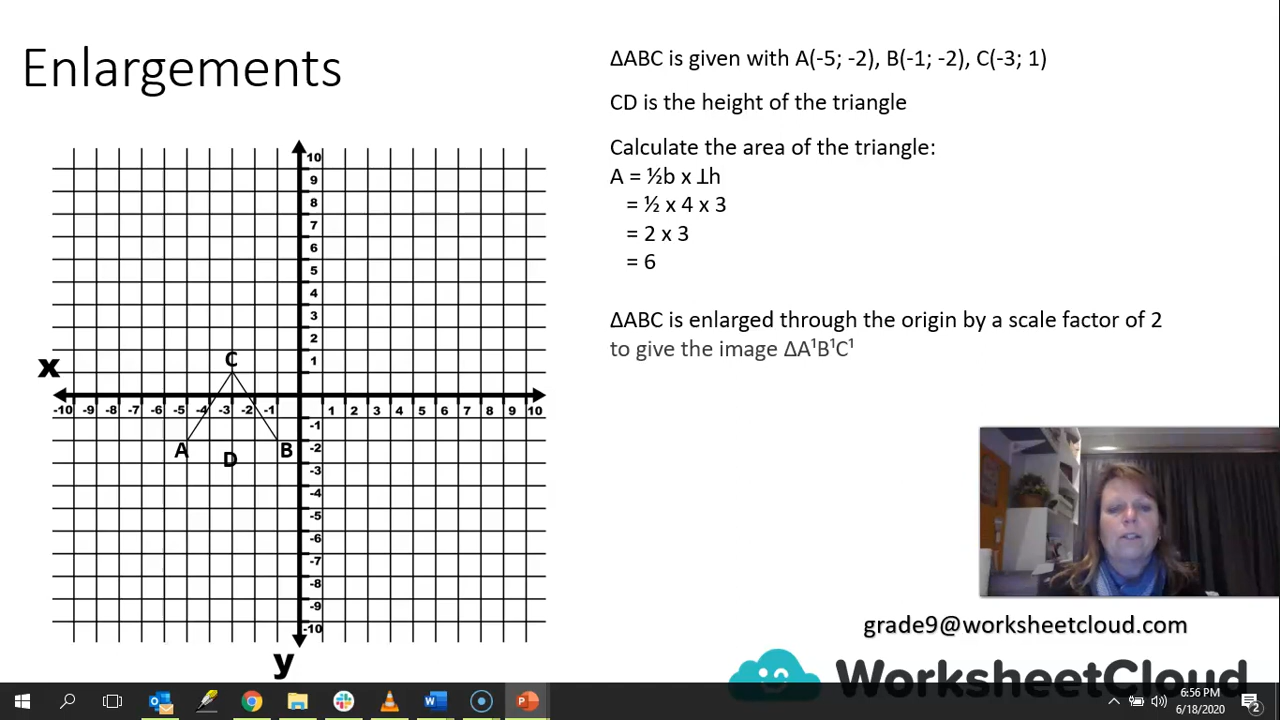 Enlargements
ΔABC is given with A(-5; -2), B(-1; -2), C(-3; 1)
CD is the height of the triangle
Calculate the area of the triangle:
A = ½b x ⊥h
= ½ x 4 x 3
= 2 x 3
= 6
ΔABC is enlarged through the origin by a scale factor of 2
to give the image ΔA¹B¹C¹
10
9
8
7
6
5
4
3
2
1
x
C
-10 -9 -8 -7 -6 -5 -4 -3 -2 -1 1 2 3 4 5 6 7 8 9 10
-1
A D B -2
-3
-4
-5
-6
-7
-8
-9
-10
y
grade9@worksheetcloud.com
WorksheetCloud
6:56 PM
6/18/2020
2